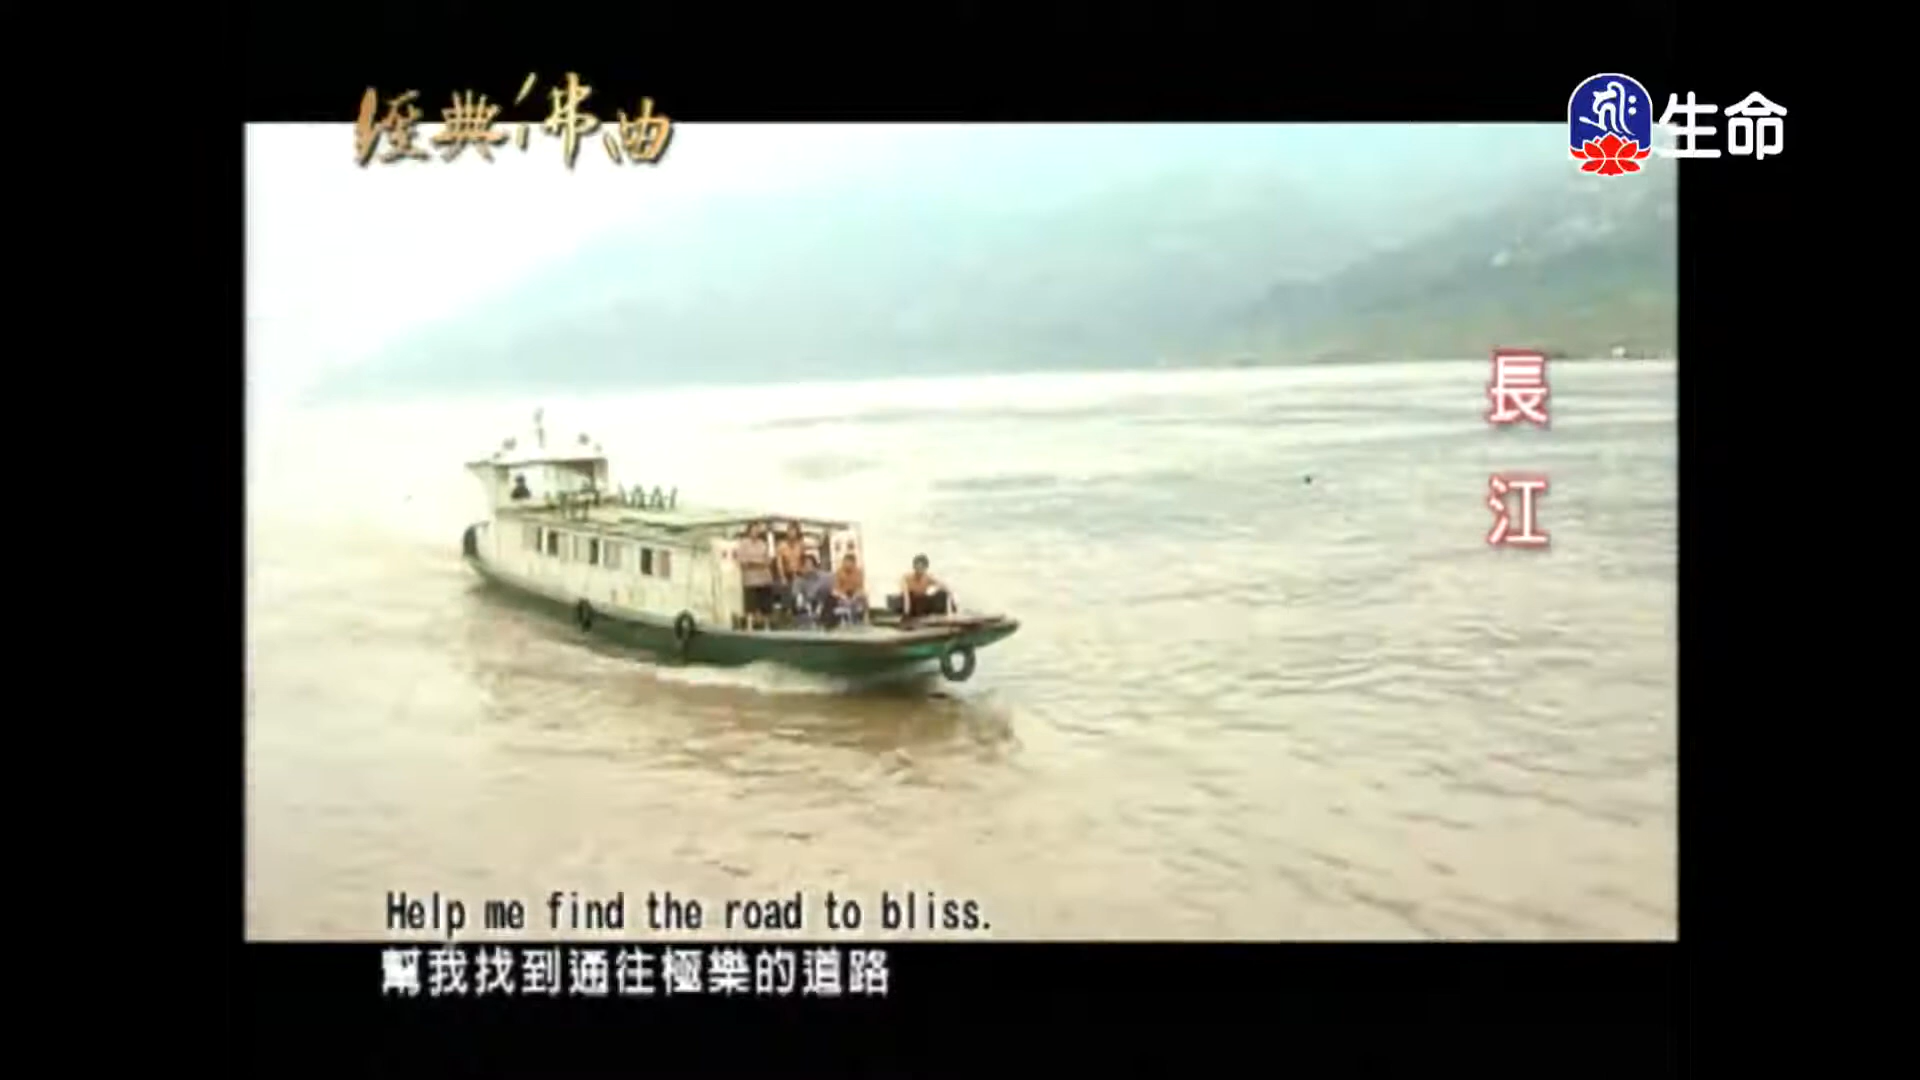 經典佛曲
生命
長江
Help me find the road to bliss.
幫我找到通往極樂的道路